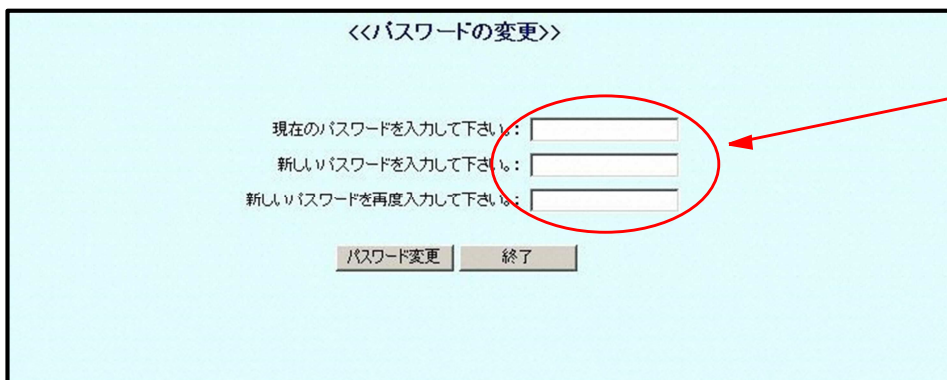 <<パスワードの変更>>
現在のパスワードを入力して下さい。:
新しいパスワードを入力して下さい。:
新しいパスワードを再度入力して下さい。:
パスワード変更 終了